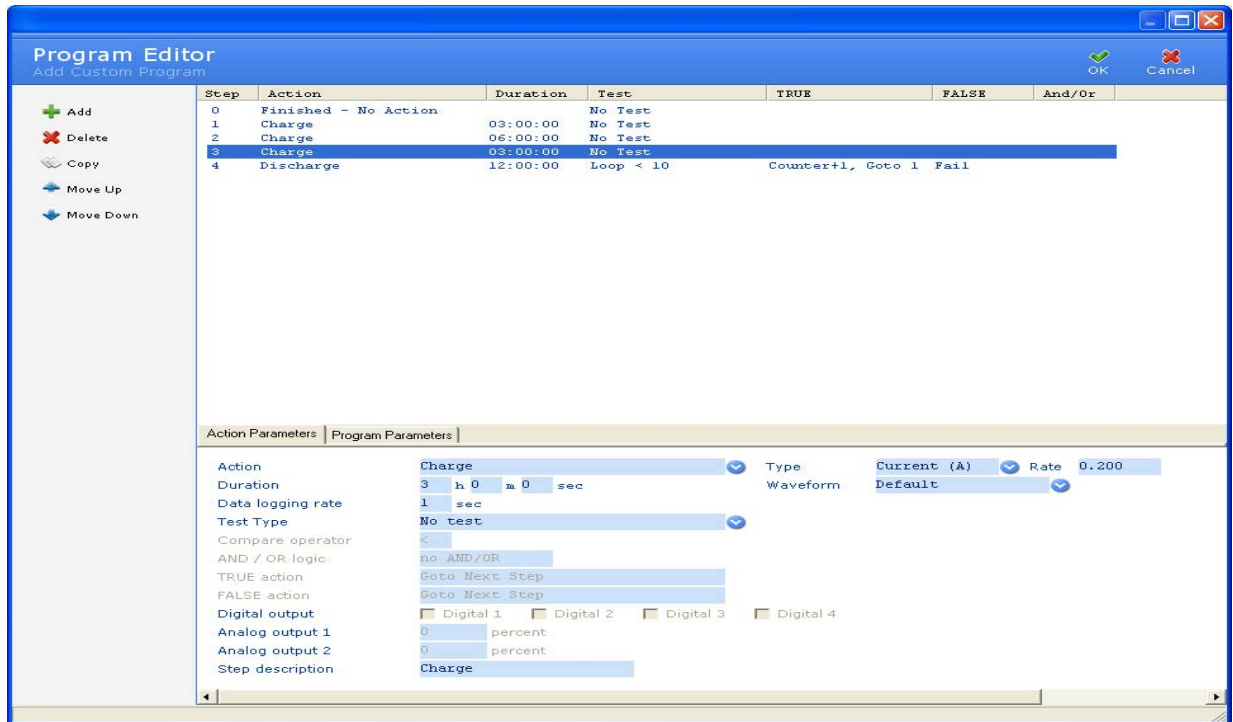 Program Editor
Add Custom Program
OK
Cancel
Add
Delete
Copy
Move Up
Move Down
Step Action Duration Test TRUE FALSE And/Or
0 Finished - No Action No Test
1 Charge 03:00:00 No Test
2 Charge 06:00:00 No Test
3 Charge 03:00:00 No Test
4 Discharge 12:00:00 Loop < 10 Counter+1, Goto 1 Fail
Action Parameters Program Parameters
Action Charge Type Current (A) Rate 0.200
Duration 3 h 0 m 0 sec Waveform Default
Data logging rate 1 sec
Test Type No test
Compare operator <
AND / OR logic no AND/OR
TRUE action Goto Next Step
FALSE action Goto Next Step
Digital output Digital 1 Digital 2 Digital 3 Digital 4
Analog output 1 0 percent
Analog output 2 0 percent
Step description Charge